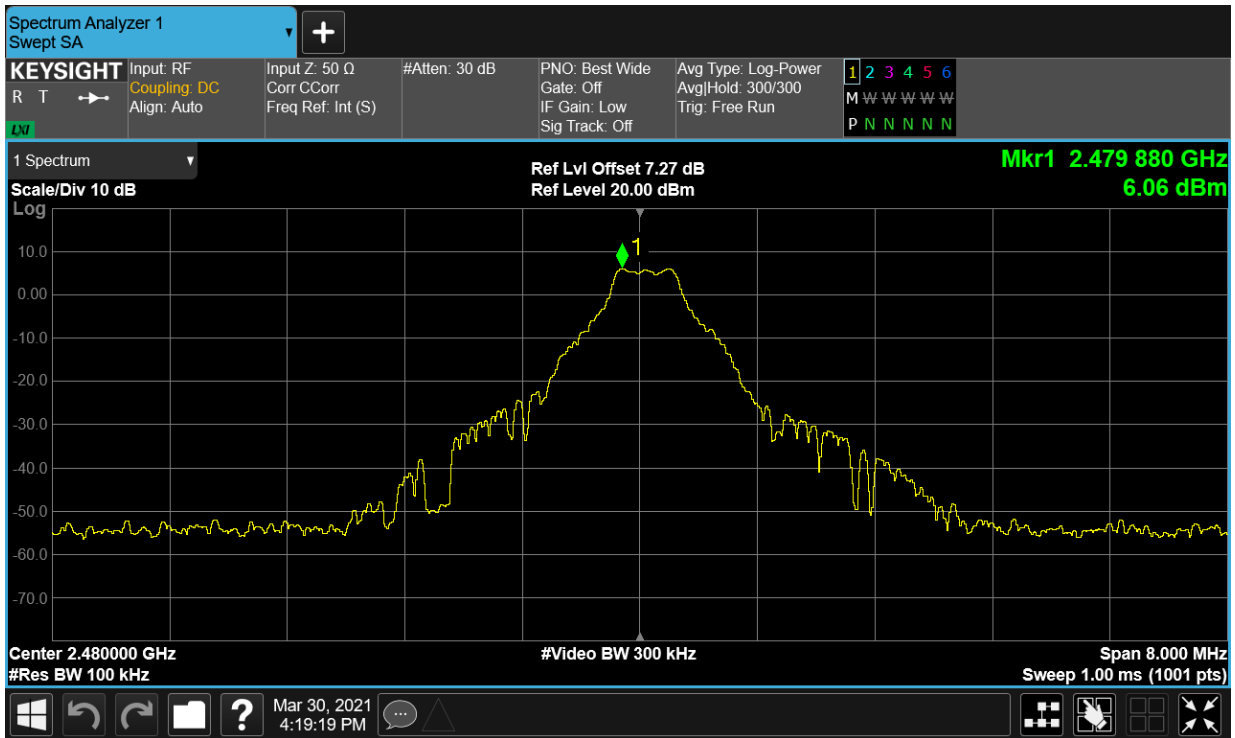 Spectrum Analyzer 1
Swept SA
+
KEYSIGHT
R T
LXI
Input: RF
Coupling: DC
Align: Auto
Input Z: 50 Ω
Corr CCorr
Freq Ref: Int (S)
#Atten: 30 dB
PNO: Best Wide
Gate: Off
IF Gain: Low
Sig Track: Off
Avg Type: Log-Power
Avg|Hold: 300/300
Trig: Free Run
1 2 3 4 5 6
M W W W W W
P N N N N N N
1 Spectrum
Scale/Div 10 dB
Log
Ref Lvl Offset 7.27 dB
Ref Level 20.00 dBm
Mkr1 2.479 880 GHz
6.06 dBm
1
10.0
0.00
-10.0
-20.0
-30.0
-40.0
-50.0
-60.0
-70.0
Center 2.480000 GHz
#Video BW 300 kHz
Span 8.000 MHz
#Res BW 100 kHz
Sweep 1.00 ms (1001 pts)
?
Mar 30, 2021
4:19:19 PM